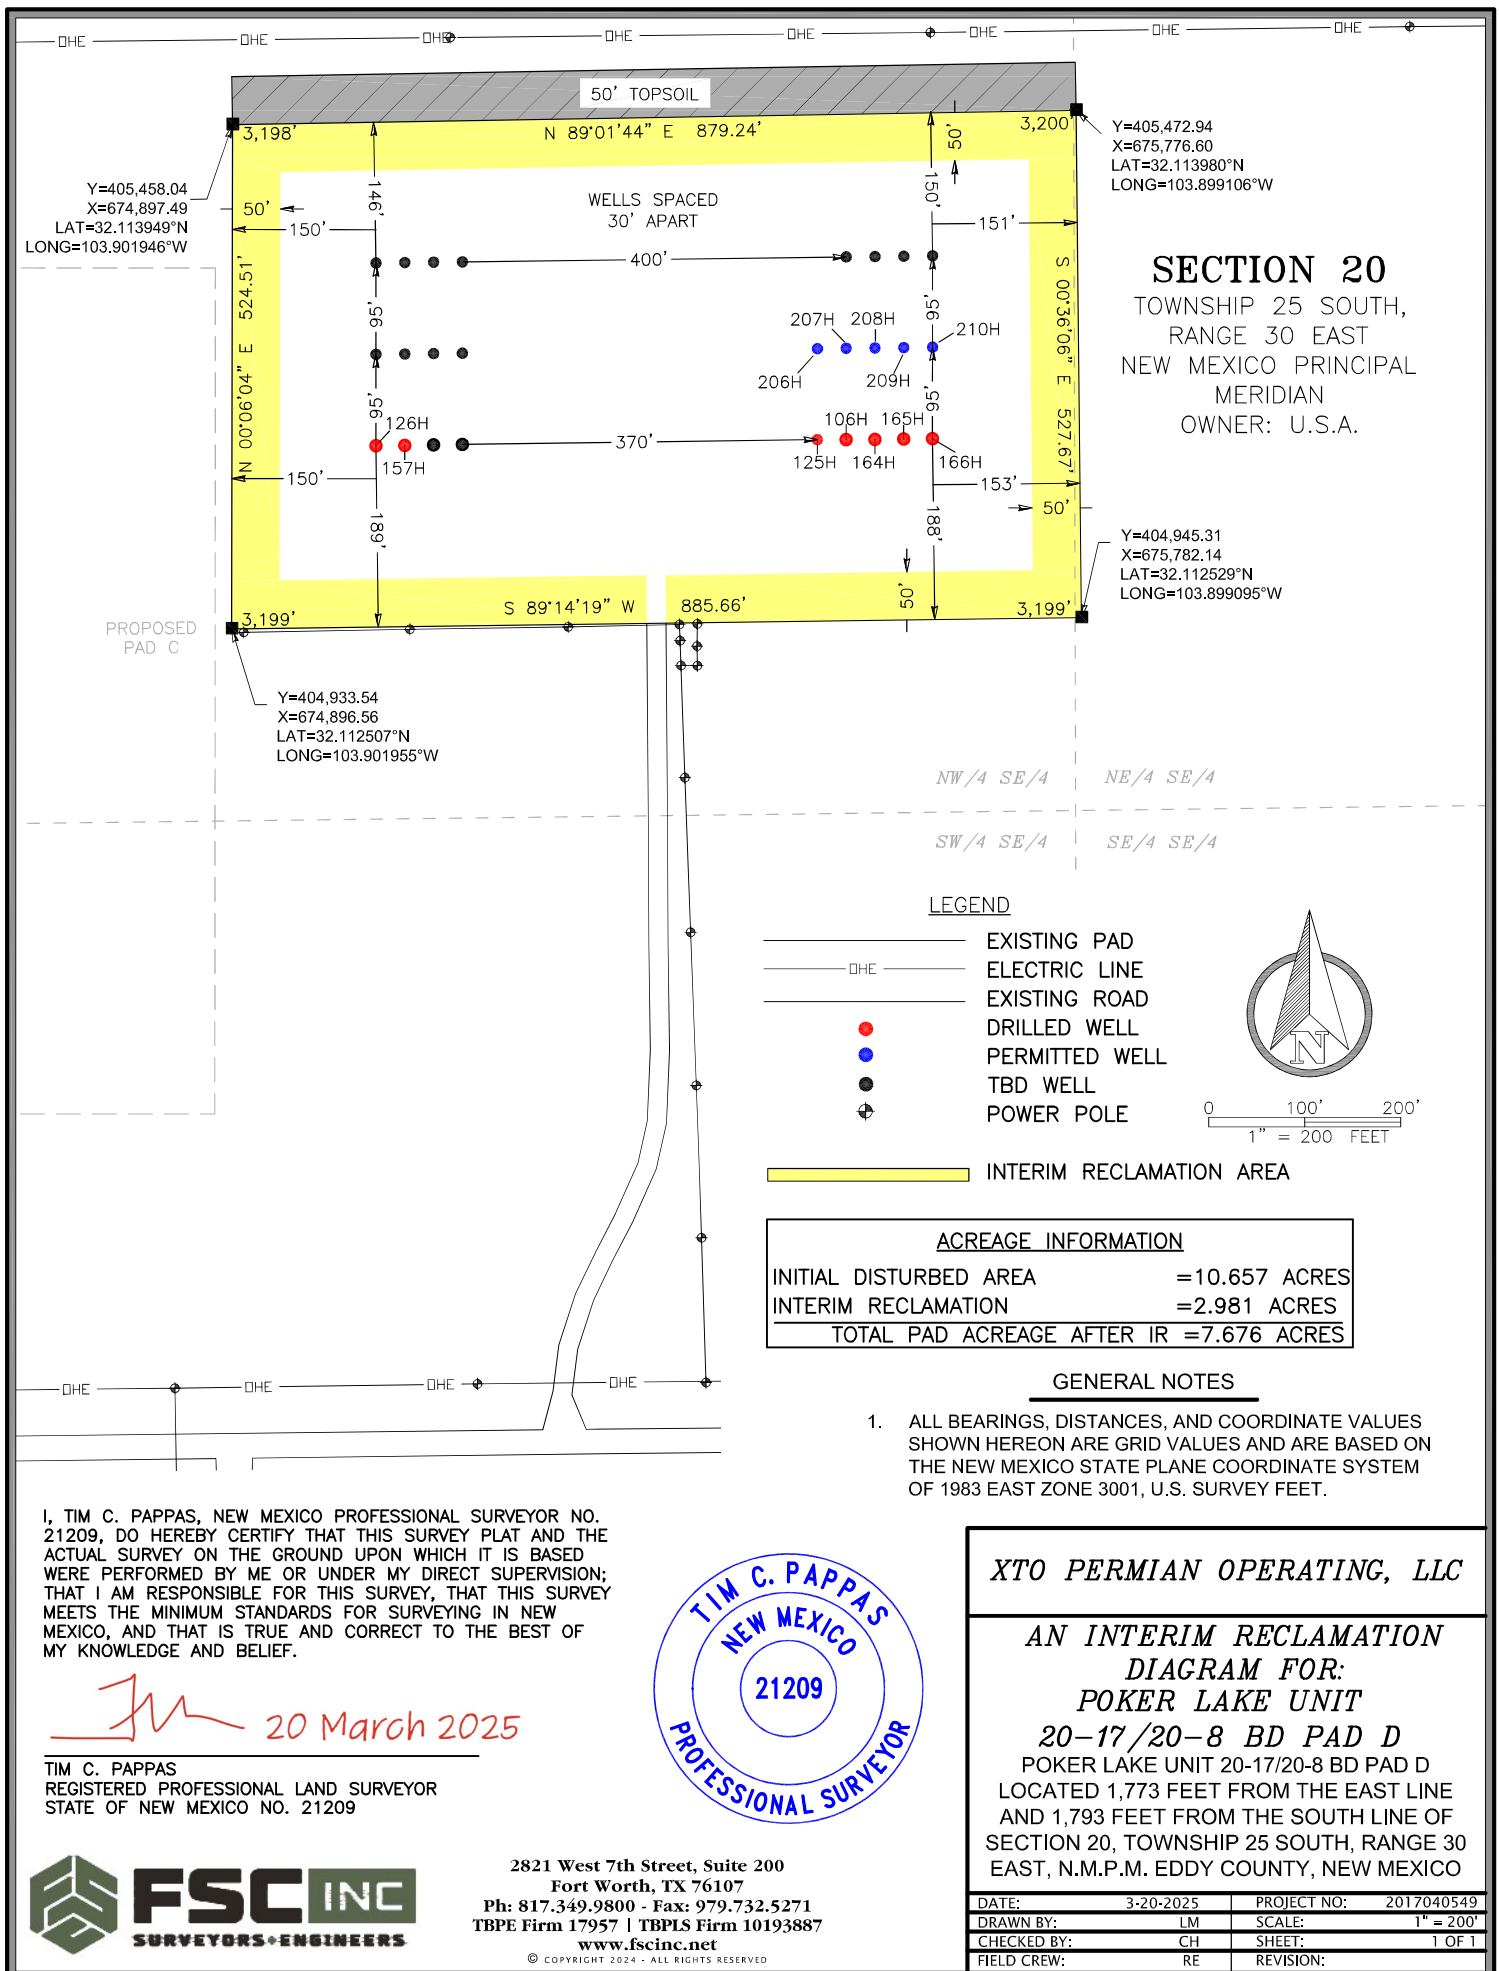 OHE OHE OHE OHE OHE OHE OHE OHE
50' TOPSOIL
3,198'
N 89°01'44" E 879.24'
3,200'
50'
Y=405,472.94
X=675,776.60
LAT=32.113980°N
LONG=103.899106°W
Y=405,458.04
X=674,897.49
LAT=32.113949°N
LONG=103.901946°W
50'
150'
146'
WELLS SPACED
30' APART
150'
151'
400'
N 00°06'04" E 524.51'
S 00°36'06" E 527.67'
95'
95'
207H 208H 210H
206H 209H
95'
95'
126H
157H
370'
106H 165H
125H 164H 166H
150'
189'
153'
188'
50'
50'
3,199'
S 89°14'19" W 885.66'
3,199'
SECTION 20
TOWNSHIP 25 SOUTH,
RANGE 30 EAST
NEW MEXICO PRINCIPAL
MERIDIAN
OWNER: U.S.A.
Y=404,945.31
X=675,782.14
LAT=32.112529°N
LONG=103.899095°W
PROPOSED
PAD C
Y=404,933.54
X=674,896.56
LAT=32.112507°N
LONG=103.901955°W
NW/4 SE/4 NE/4 SE/4
SW/4 SE/4 SE/4 SE/4
LEGEND
EXISTING PAD
OHE ELECTRIC LINE
EXISTING ROAD
DRILLED WELL
PERMITTED WELL
TBD WELL
POWER POLE
INTERIM RECLAMATION AREA
N
0 100' 200'
1" = 200 FEET
ACREAGE INFORMATION
INITIAL DISTURBED AREA =10.657 ACRES
INTERIM RECLAMATION =2.981 ACRES
TOTAL PAD ACREAGE AFTER IR =7.676 ACRES
OHE OHE OHE OHE
GENERAL NOTES
1. ALL BEARINGS, DISTANCES, AND COORDINATE VALUES
SHOWN HEREON ARE GRID VALUES AND ARE BASED ON
THE NEW MEXICO STATE PLANE COORDINATE SYSTEM
OF 1983 EAST ZONE 3001, U.S. SURVEY FEET.
I, TIM C. PAPPAS, NEW MEXICO PROFESSIONAL SURVEYOR NO.
21209, DO HEREBY CERTIFY THAT THIS SURVEY PLAT AND THE
ACTUAL SURVEY ON THE GROUND UPON WHICH IT IS BASED
WERE PERFORMED BY ME OR UNDER MY DIRECT SUPERVISION;
THAT I AM RESPONSIBLE FOR THIS SURVEY, THAT THIS SURVEY
MEETS THE MINIMUM STANDARDS FOR SURVEYING IN NEW
MEXICO, AND THAT IS TRUE AND CORRECT TO THE BEST OF
MY KNOWLEDGE AND BELIEF.
20 March 2025
TIM C. PAPPAS
REGISTERED PROFESSIONAL LAND SURVEYOR
STATE OF NEW MEXICO NO. 21209
TIM C. PAPPAS
NEW MEXICO
21209
PROFESSIONAL SURVEYOR
FSC INC
SURVEYORS+ENGINEERS
2821 West 7th Street, Suite 200
Fort Worth, TX 76107
Ph: 817.349.9800 - Fax: 979.732.5271
TBPE Firm 17957 | TBPLS Firm 10193887
www.fscinc.net
© COPYRIGHT 2024 - ALL RIGHTS RESERVED
XTO PERMIAN OPERATING, LLC
AN INTERIM RECLAMATION
DIAGRAM FOR:
POKER LAKE UNIT
20-17/20-8 BD PAD D
POKER LAKE UNIT 20-17/20-8 BD PAD D
LOCATED 1,773 FEET FROM THE EAST LINE
AND 1,793 FEET FROM THE SOUTH LINE OF
SECTION 20, TOWNSHIP 25 SOUTH, RANGE 30
EAST, N.M.P.M. EDDY COUNTY, NEW MEXICO
DATE: 3-20-2025 PROJECT NO: 2017040549
DRAWN BY: LM SCALE: 1" = 200'
CHECKED BY: CH SHEET: 1 OF 1
FIELD CREW: RE REVISION: